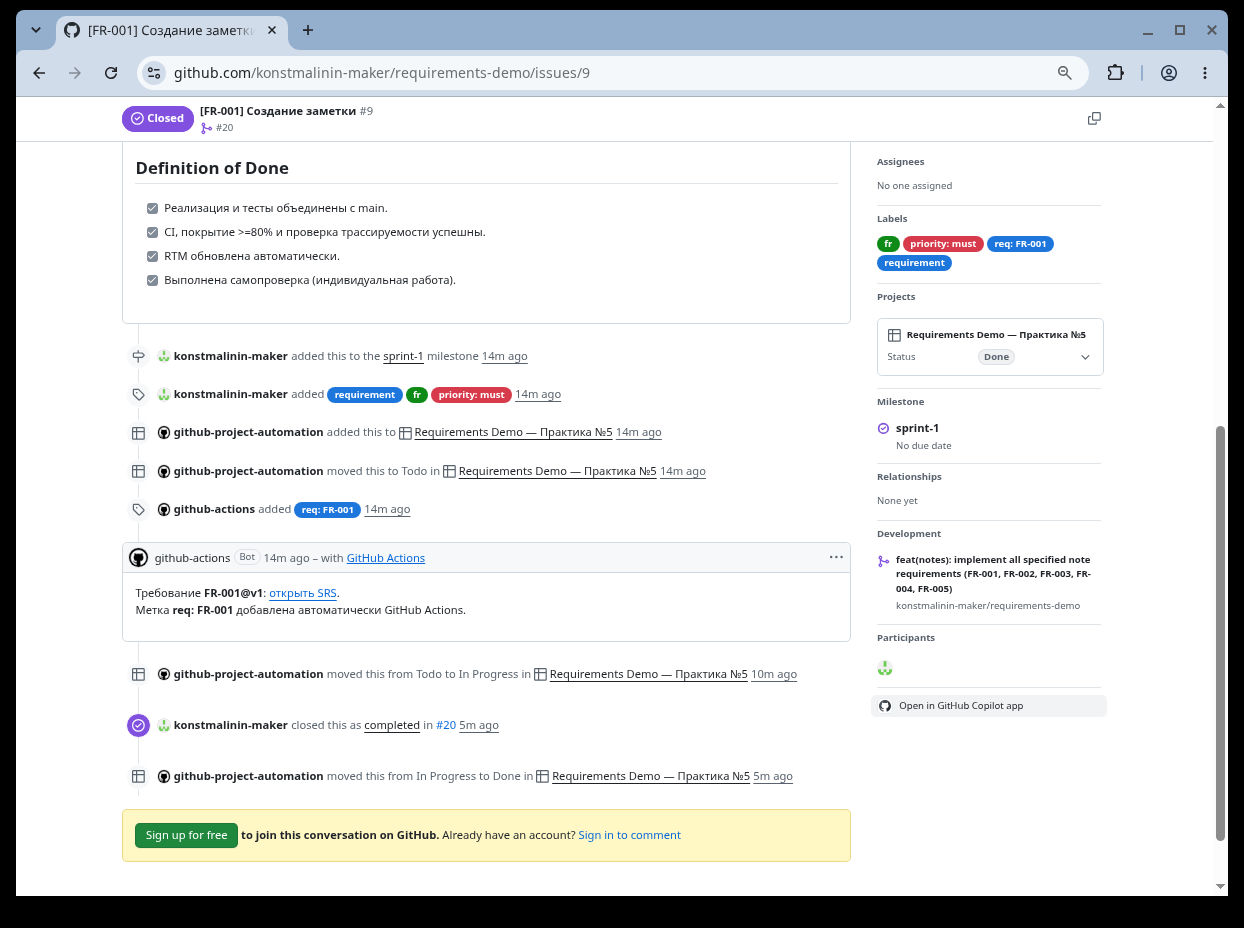 [FR-001] Создание заметки
github.com/konstmalinin-maker/requirements-demo/issues/9
Closed
[FR-001] Создание заметки #9
#20
Definition of Done
Реализация и тесты объединены с main.
CI, покрытие >=80% и проверка трассируемости успешны.
RTM обновлена автоматически.
Выполнена самопроверка (индивидуальная работа).
konstmalinin-maker added this to the sprint-1 milestone 14m ago
konstmalinin-maker added requirement fr priority: must 14m ago
github-project-automation added this to Requirements Demo — Практика №5 14m ago
github-project-automation moved this to Todo in Requirements Demo — Практика №5 14m ago
github-actions added req: FR-001 14m ago
github-actions Bot 14m ago – with GitHub Actions
Требование FR-001@v1: открыть SRS.
Метка req: FR-001 добавлена автоматически GitHub Actions.
github-project-automation moved this from Todo to In Progress in Requirements Demo — Практика №5 10m ago
konstmalinin-maker closed this as completed in #20 5m ago
github-project-automation moved this from In Progress to Done in Requirements Demo — Практика №5 5m ago
Sign up for free to join this conversation on GitHub. Already have an account? Sign in to comment
Assignees
No one assigned
Labels
fr priority: must req: FR-001
requirement
Projects
Requirements Demo — Практика №5
Status Done
Milestone
sprint-1
No due date
Relationships
None yet
Development
feat(notes): implement all specified note
requirements (FR-001, FR-002, FR-003, FR-
004, FR-005)
konstmalinin-maker/requirements-demo
Participants
Open in GitHub Copilot app